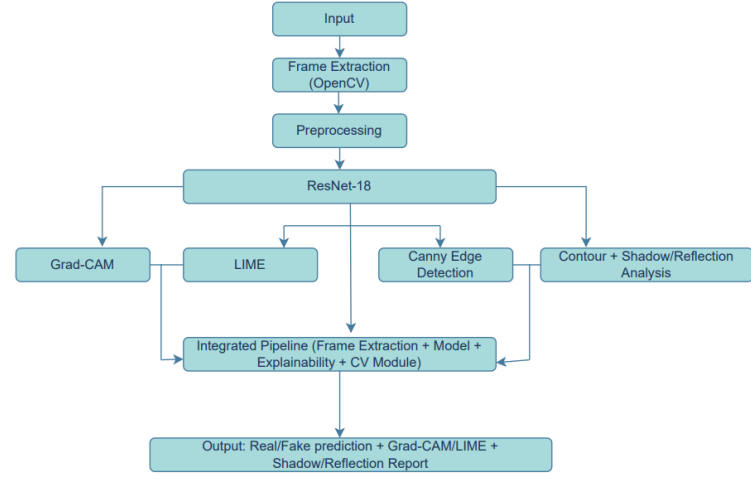 Input
Frame Extraction
(OpenCV)
Preprocessing
ResNet-18
Grad-CAM
LIME
Canny Edge
Detection
Contour + Shadow/Reflection
Analysis
Integrated Pipeline (Frame Extraction + Model +
Explainability + CV Module)
Output: Real/Fake prediction + Grad-CAM/LIME +
Shadow/Reflection Report